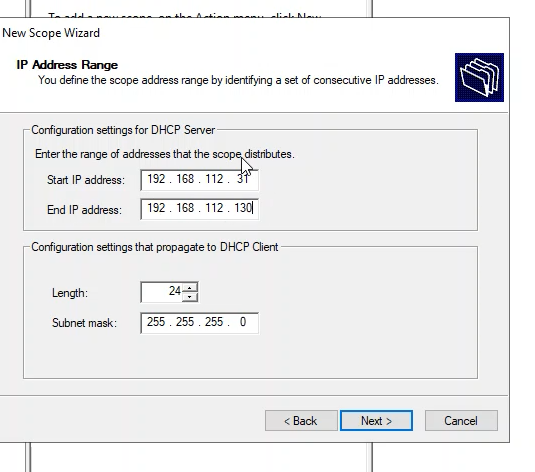 To add a new scope, on the Action menu, click New
New Scope Wizard
IP Address Range
You define the scope address range by identifying a set of consecutive IP addresses.
Configuration settings for DHCP Server
Enter the range of addresses that the scope distributes.
Start IP address: 192 . 168 . 112 . 31
End IP address: 192 . 168 . 112 . 130
Configuration settings that propagate to DHCP Client
Length: 24
Subnet mask: 255 . 255 . 255 . 0
< Back Next > Cancel